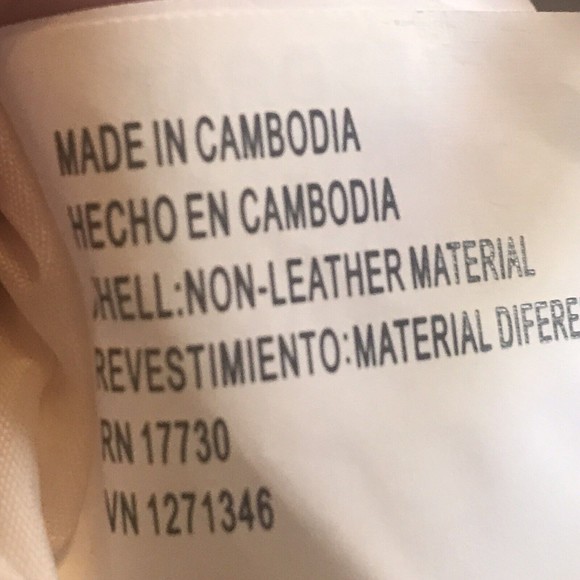 MADE IN CAMBODIA
HECHO EN CAMBODIA
HELL:NON-LEATHER MATERIAL
REVESTIMIENTO:MATERIAL DIFERE
RN 17730
VN 1271346